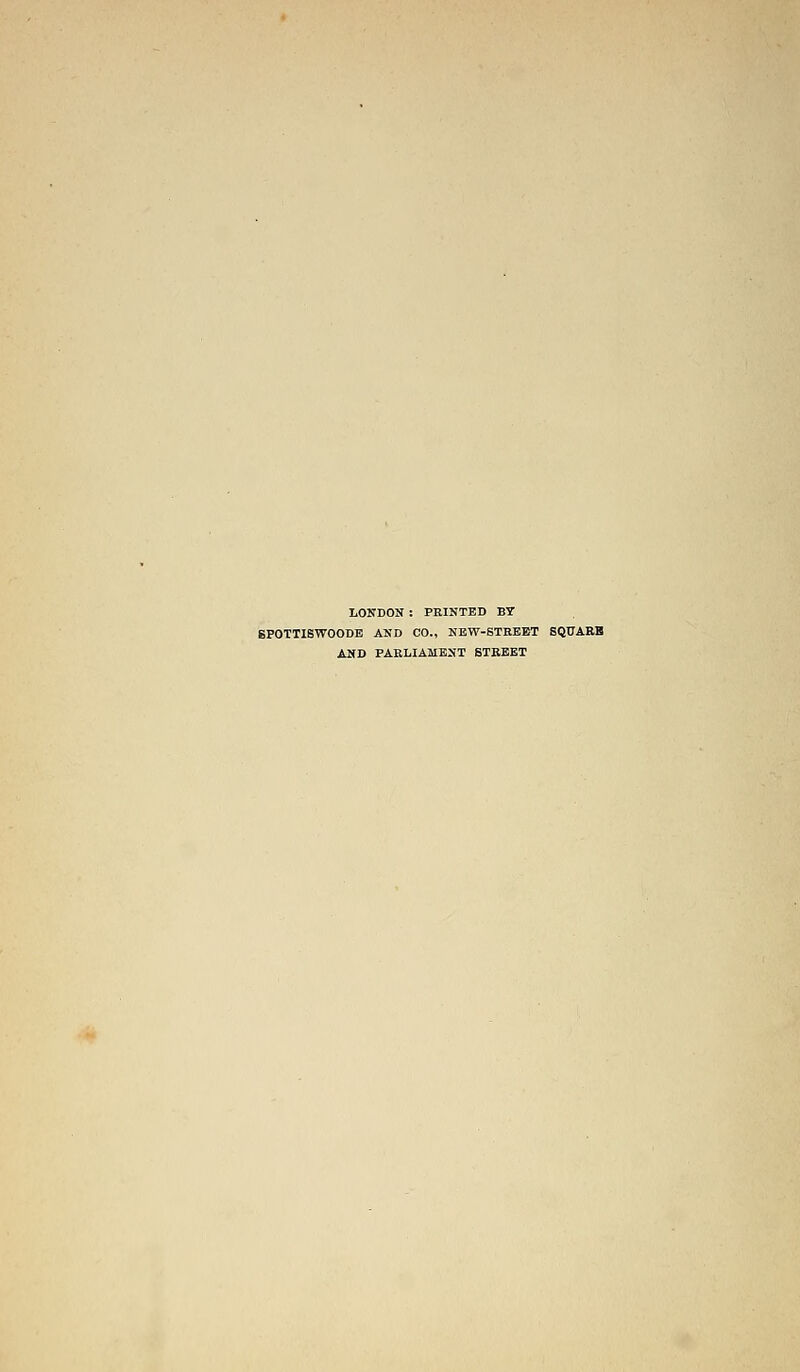 LONDON : PRINTED BY
SPOTTISWOODE AND CO., NEW-STREET SQUARE
AND PARLIAMENT STREET